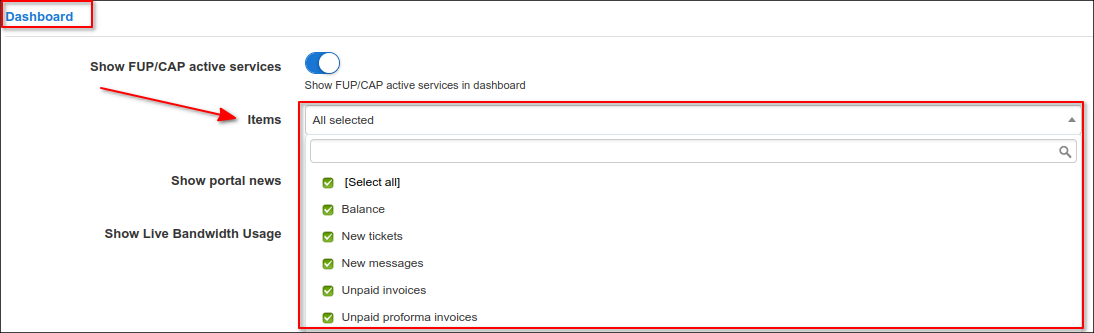 Dashboard
Show FUP/CAP active services
Show FUP/CAP active services in dashboard
Items
All selected
Show portal news
[Select all]
Balance
Show Live Bandwidth Usage
New tickets
New messages
Unpaid invoices
Unpaid proforma invoices